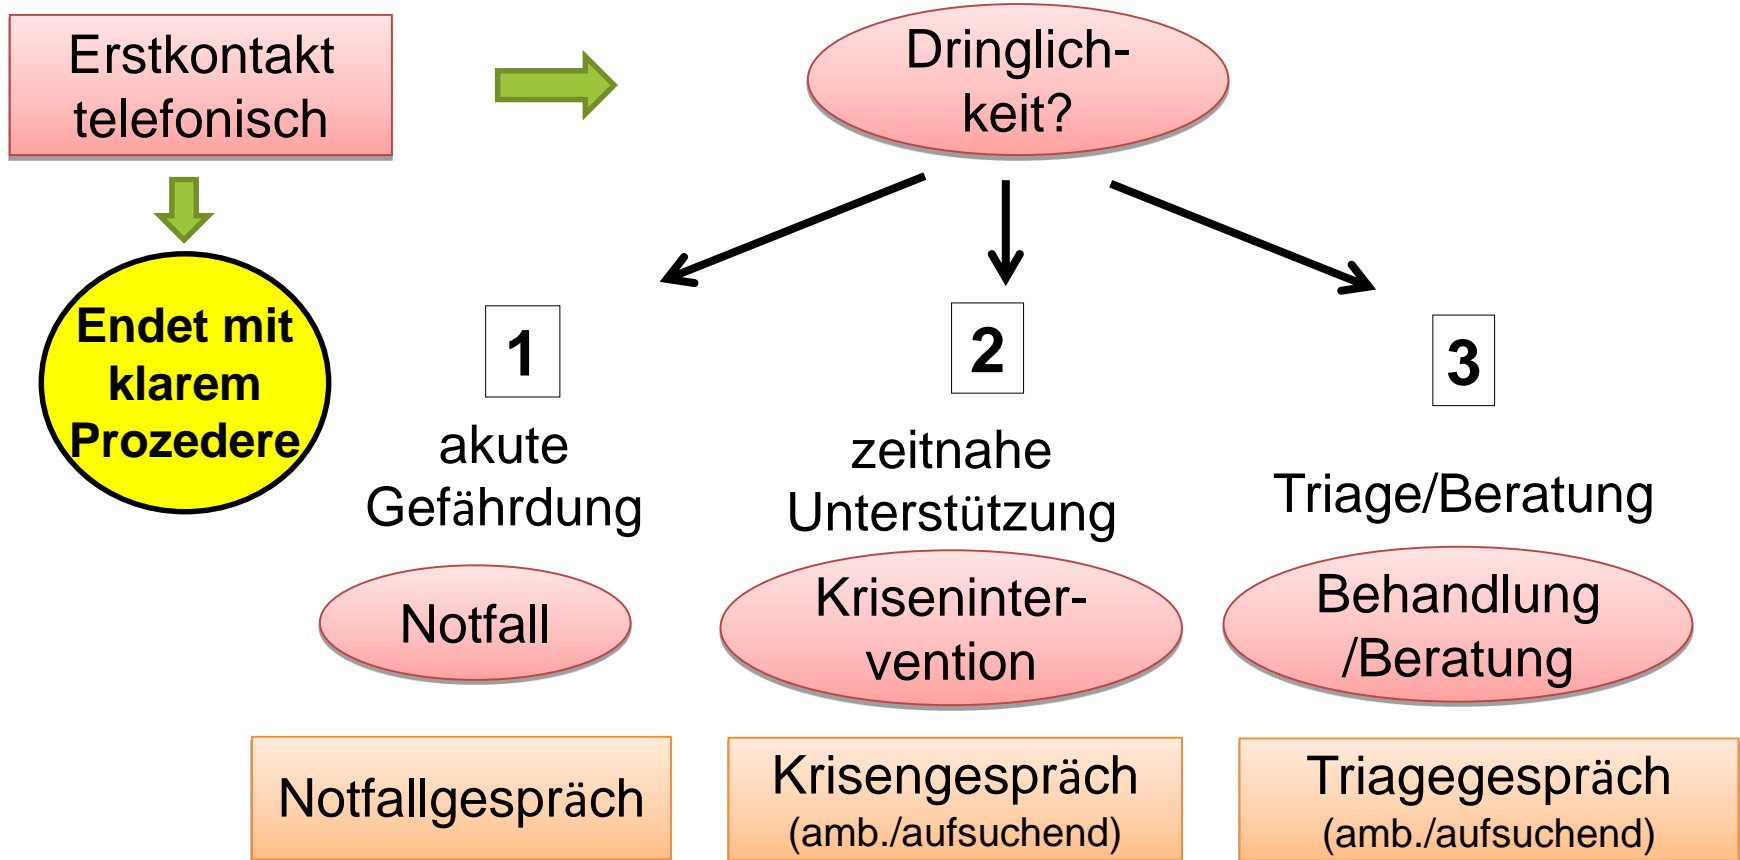 Erstkontakt
telefonisch
Dringlich-
keit?
Endet mit
klarem
Prozedere
1
akute
Gefährdung
Notfall
Notfallgespräch
2
zeitnahe
Unterstützung
Kriseninter-
vention
Krisengespräch
(amb./aufsuchend)
3
Triage/Beratung
Behandlung
/Beratung
Triagegespräch
(amb./aufsuchend)